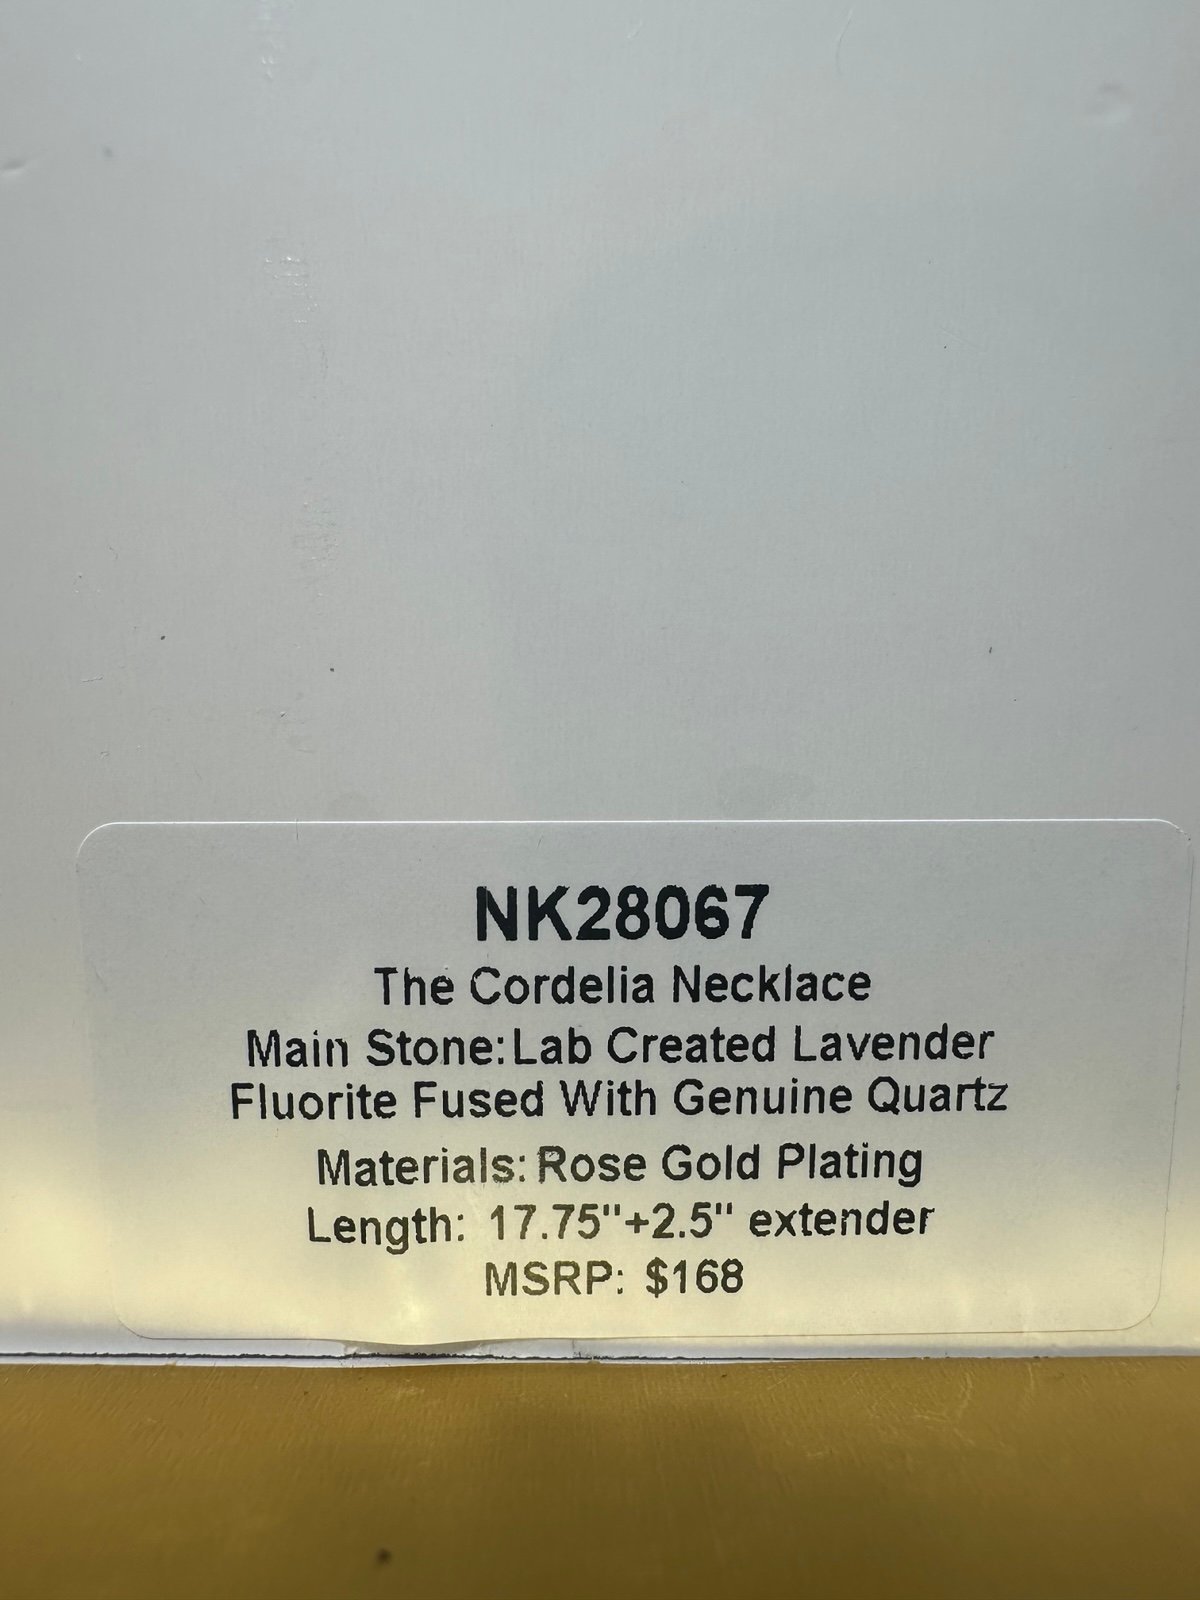 NK28067
The Cordelia Necklace
Main Stone: Lab Created Lavender
Fluorite Fused With Genuine Quartz
Materials: Rose Gold Plating
Length: 17.75"+2.5" extender
MSRP: $168